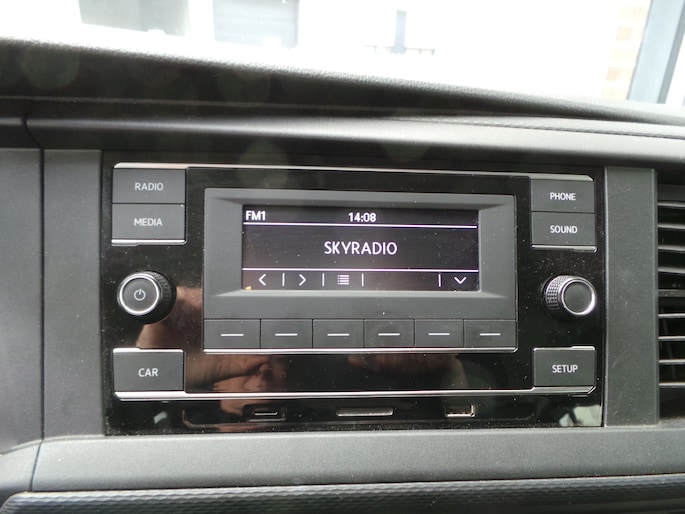 RADIO
MEDIA
FM1 14:08
SKYRADIO
PHONE
SOUND
CAR
SETUP